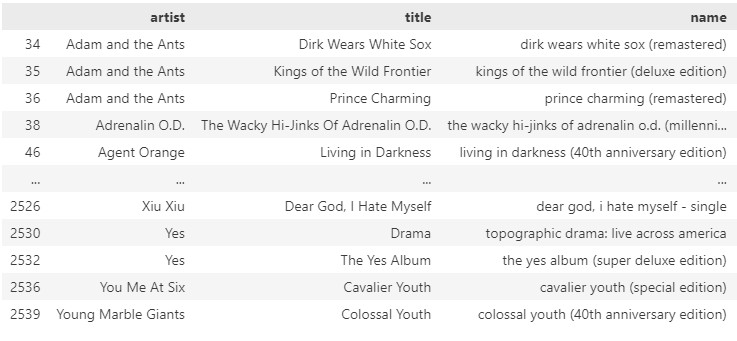 artist title name
34 Adam and the Ants Dirk Wears White Sox dirk wears white sox (remastered)
35 Adam and the Ants Kings of the Wild Frontier kings of the wild frontier (deluxe edition)
36 Adam and the Ants Prince Charming prince charming (remastered)
38 Adrenalin O.D. The Wacky Hi-Jinks Of Adrenalin O.D. the wacky hi-jinks of adrenalin o.d. (millenni...
46 Agent Orange Living in Darkness living in darkness (40th anniversary edition)
... ... ... ...
2526 Xiu Xiu Dear God, I Hate Myself dear god, i hate myself - single
2530 Yes Drama topographic drama: live across america
2532 Yes The Yes Album the yes album (super deluxe edition)
2536 You Me At Six Cavalier Youth cavalier youth (special edition)
2539 Young Marble Giants Colossal Youth colossal youth (40th anniversary edition)